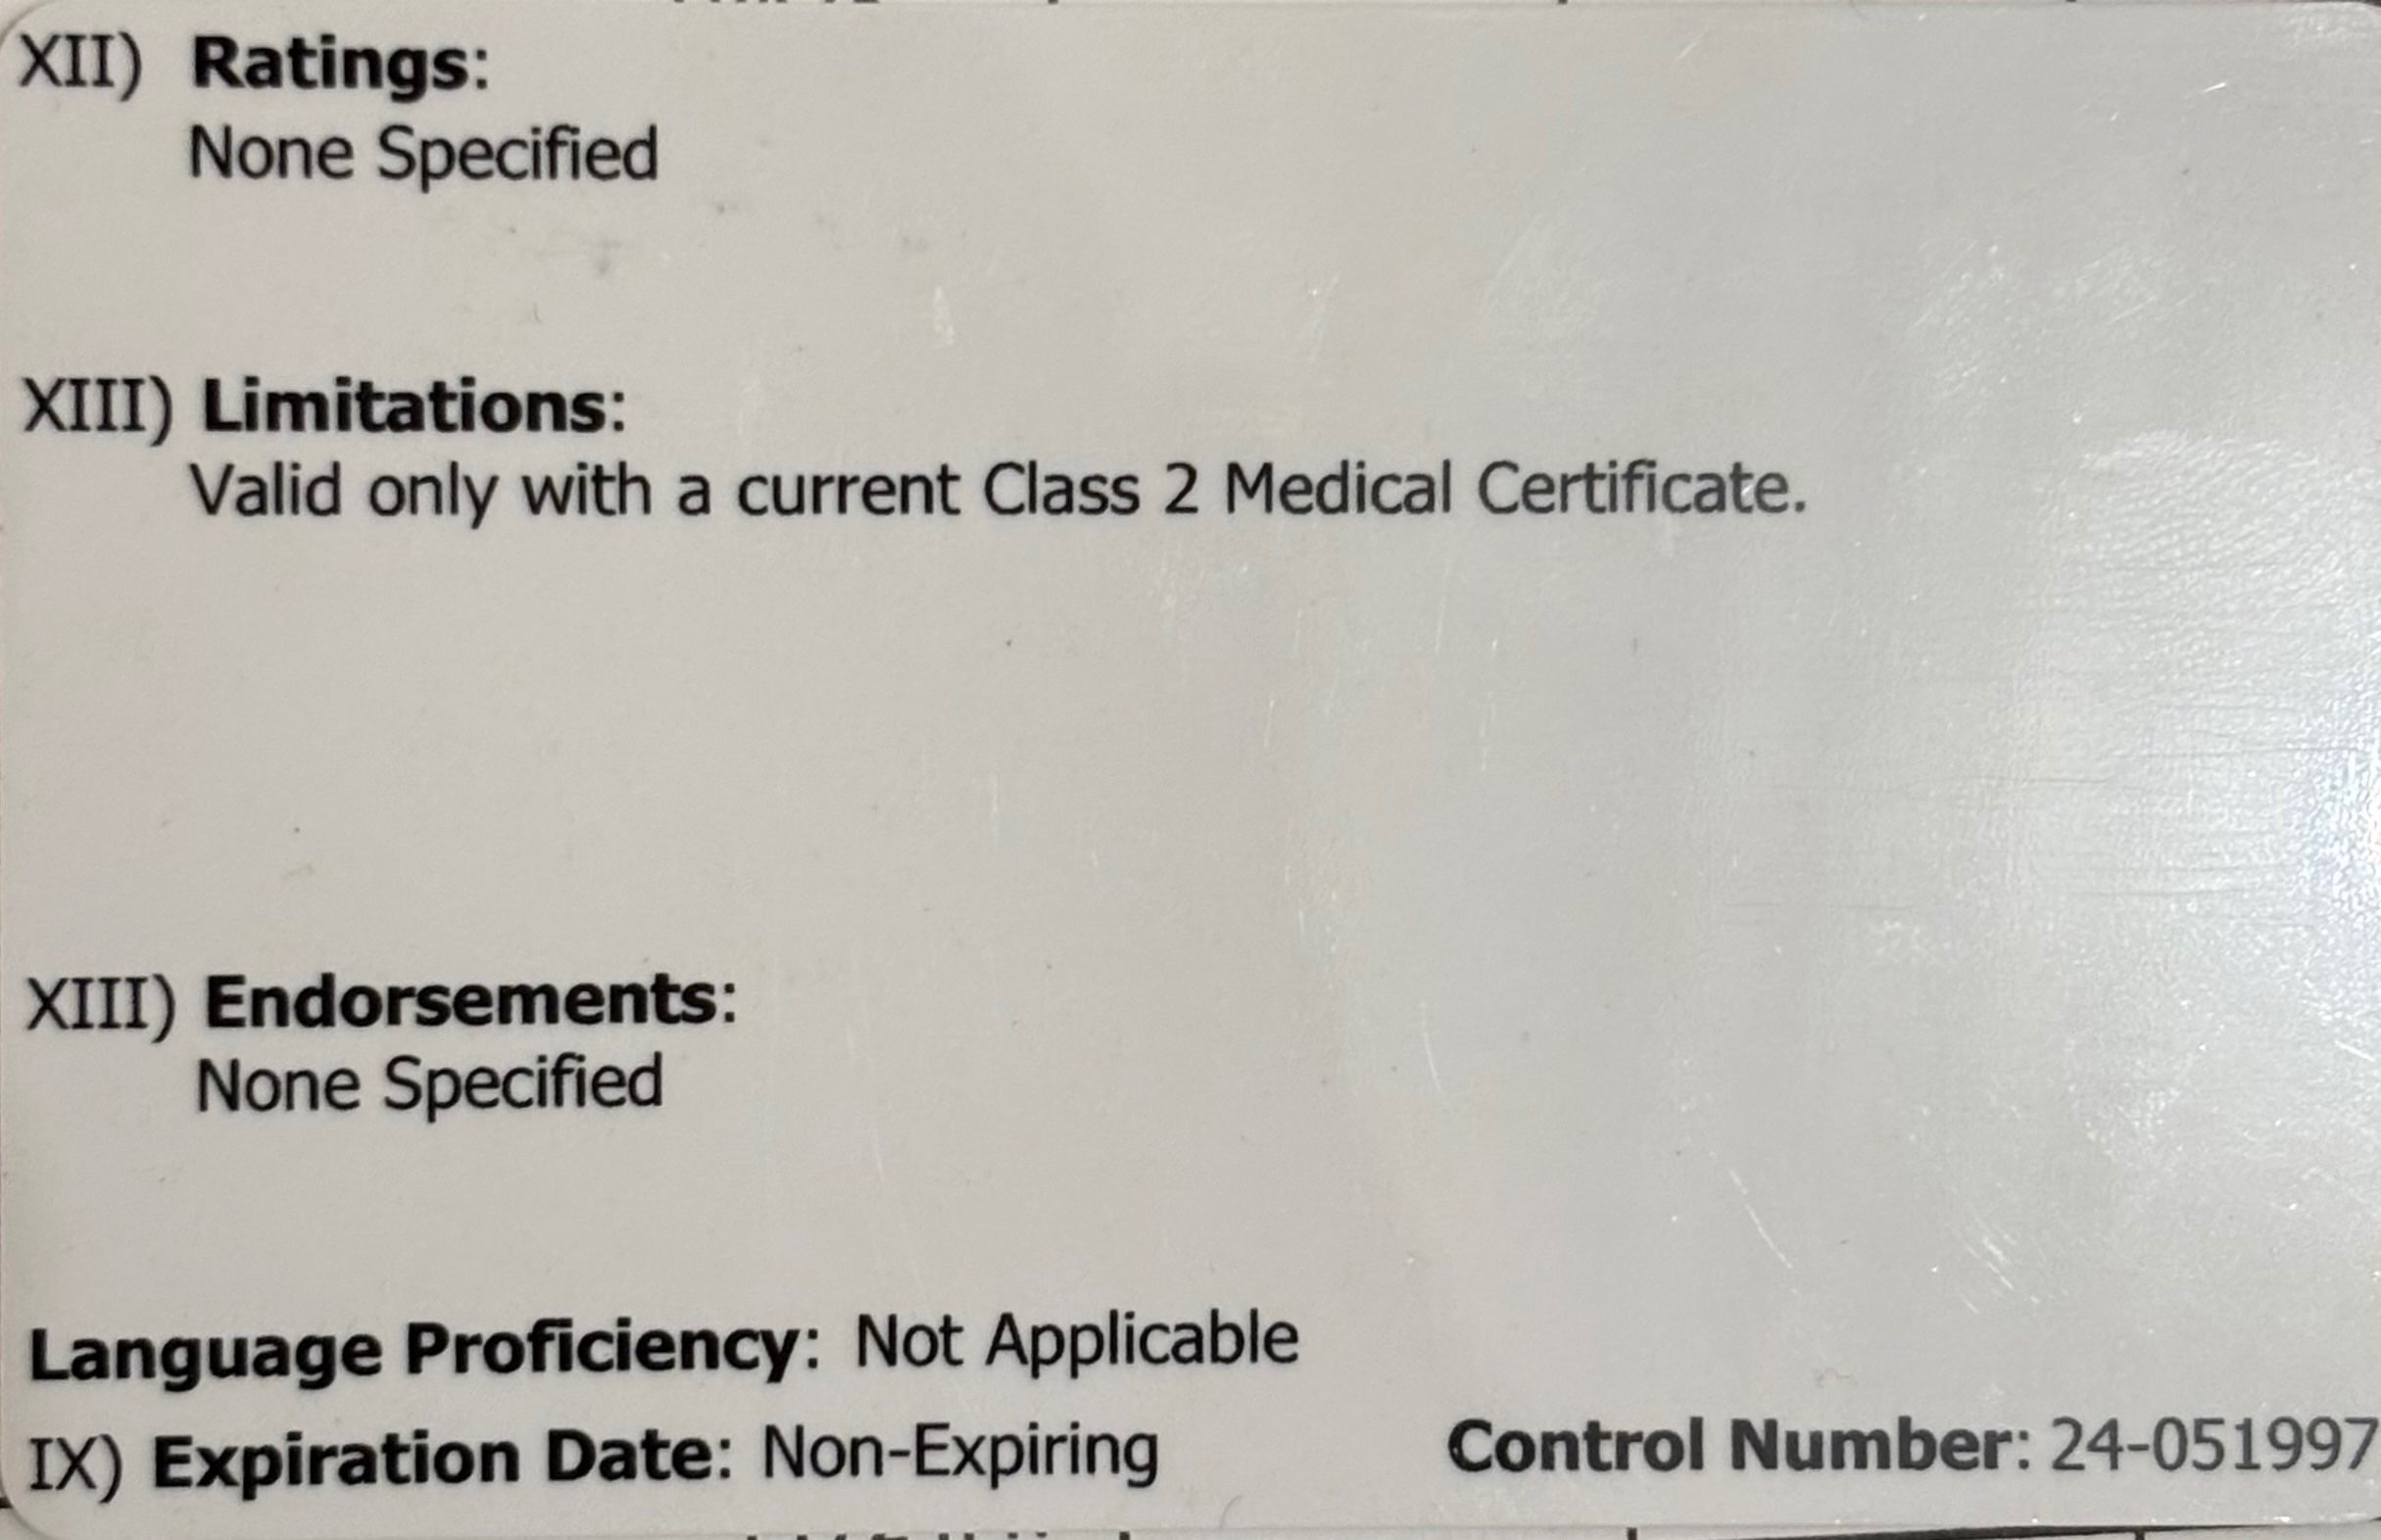 XII) Ratings:
None Specified
XIII) Limitations:
Valid only with a current Class 2 Medical Certificate.
XIII) Endorsements:
None Specified
Language Proficiency: Not Applicable
IX) Expiration Date: Non-Expiring
Control Number: 24-051997